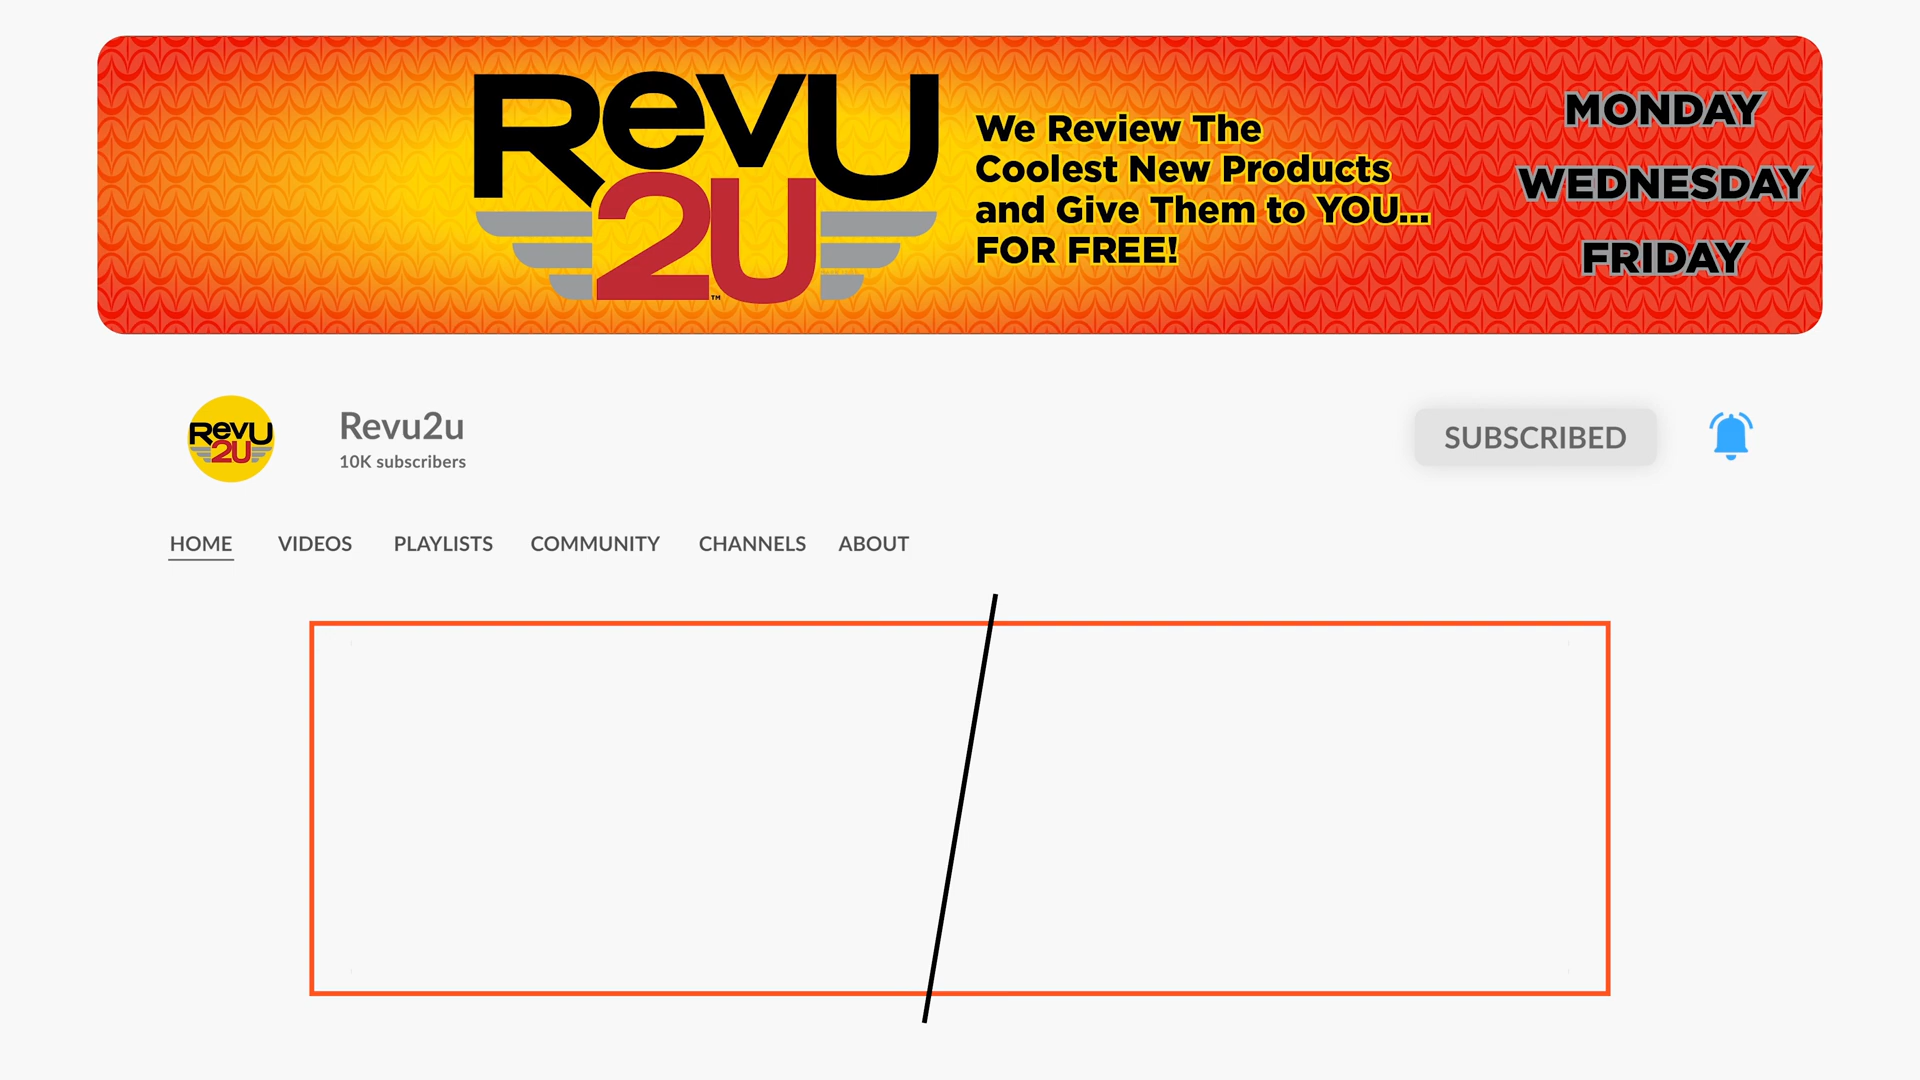 RevU
2U
TM
We Review The
Coolest New Products
and Give Them to YOU...
FOR FREE!
MONDAY
WEDNESDAY
FRIDAY
RevU
2U
Revu2u
10K subscribers
SUBSCRIBED
HOME VIDEOS PLAYLISTS COMMUNITY CHANNELS ABOUT